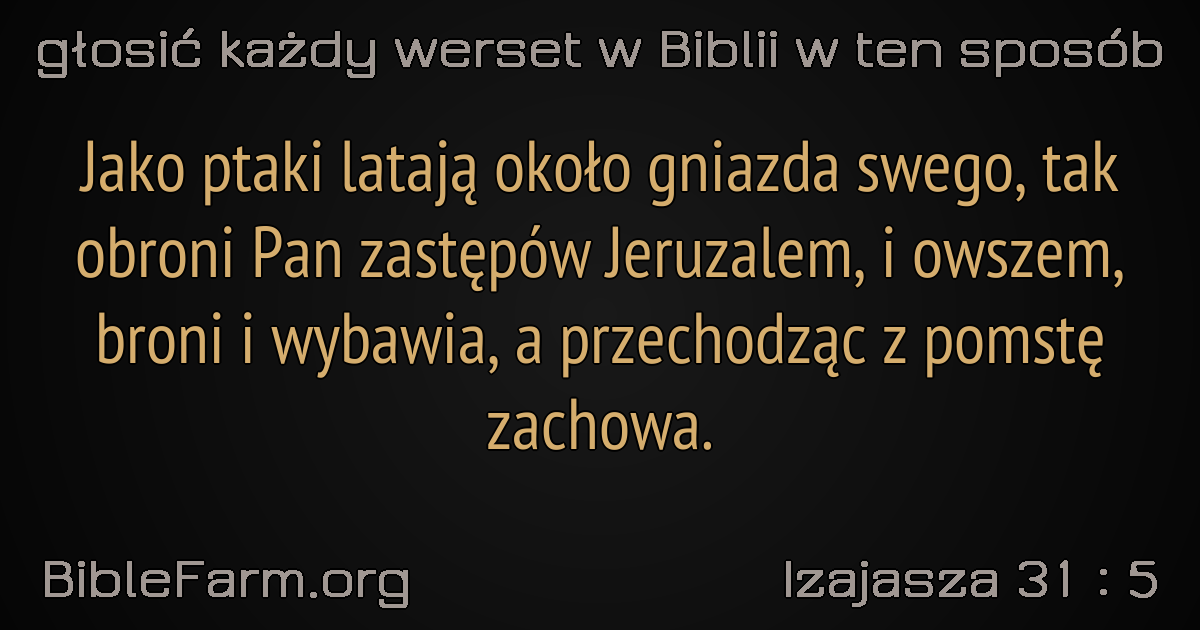 głosić każdy werset w Biblii w ten sposób
Jako ptaki latają około gniazda swego, tak
obroni Pan zastępów Jeruzalem, i owszem,
broni i wybawia, a przechodząc z pomstę
zachowa.
BibleFarm.org
Izajasza 31 : 5